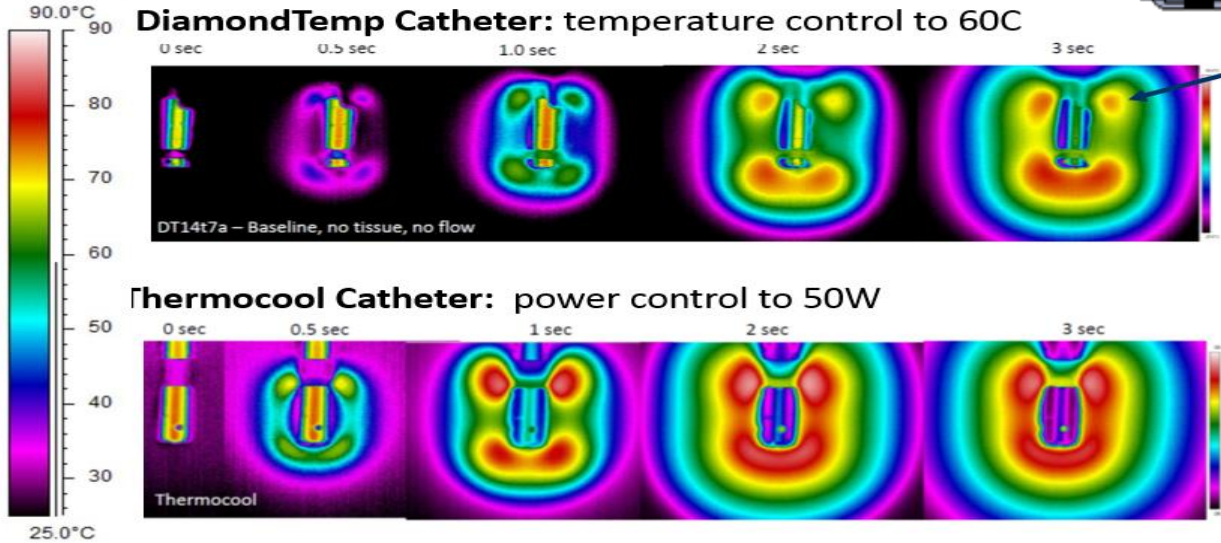 90.0°C
90
80
70
60
50
40
30
25.0°C
DiamondTemp Catheter: temperature control to 60C
0 sec
0.5 sec
1.0 sec
2 sec
3 sec
DT14t7a – Baseline, no tissue, no flow
Thermocool Catheter: power control to 50W
0 sec
0.5 sec
1 sec
2 sec
3 sec
Thermocool